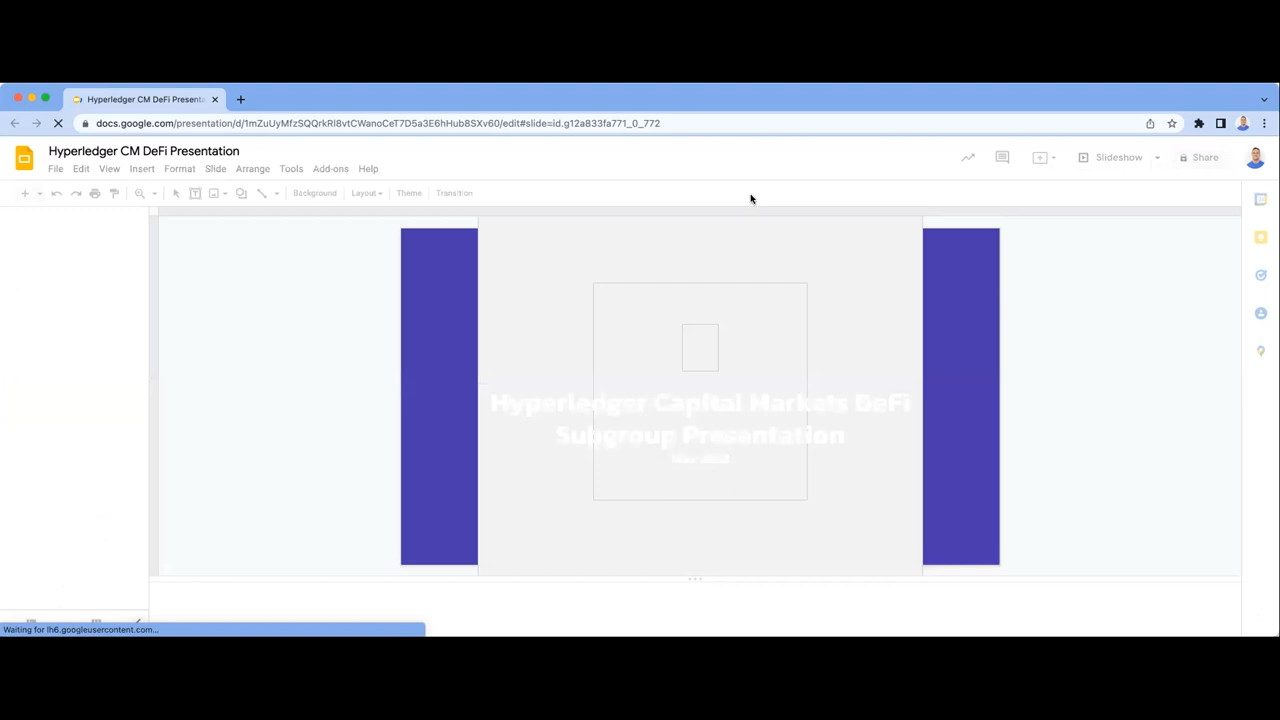 Hyperledger CM DeFi Present
docs.google.com/presentation/d/1mZuUyMfzSQQrkRl8vtCWanoCeT7D5a3E6hHub8SXv60/edit#slide=id.g12a833fa771_0_772
Hyperledger CM DeFi Presentation
File Edit View Insert Format Slide Arrange Tools Add-ons Help
Slideshow
Share
Background Layout Theme Transition
Hyperledger Capital Markets DeFi
Subgroup Presentation
Waiting for lh6.googleusercontent.com...